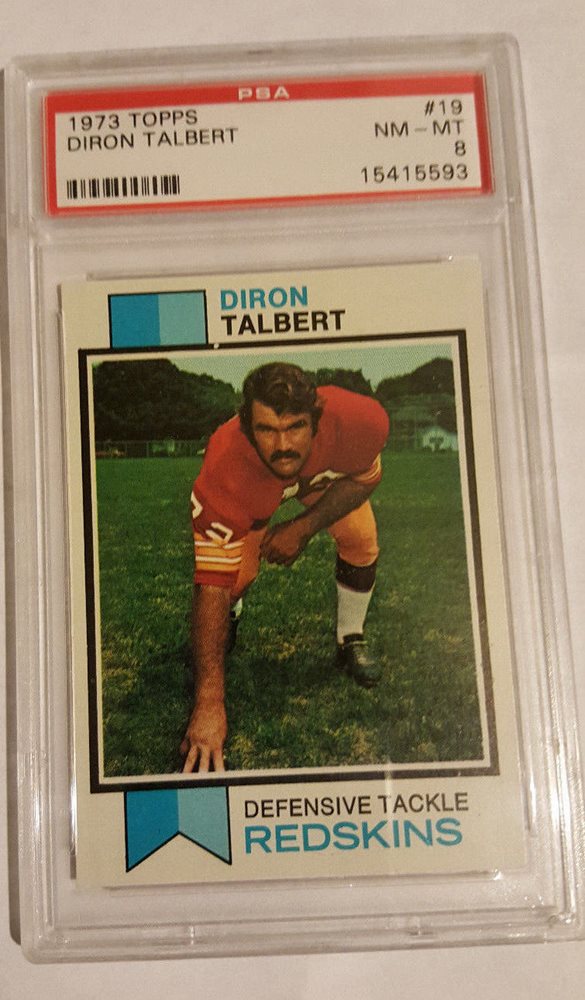 PSA
1973 TOPPS #19
DIRON TALBERT NM - MT
8
15415593
DIRON
TALBERT
DEFENSIVE TACKLE
REDSKINS